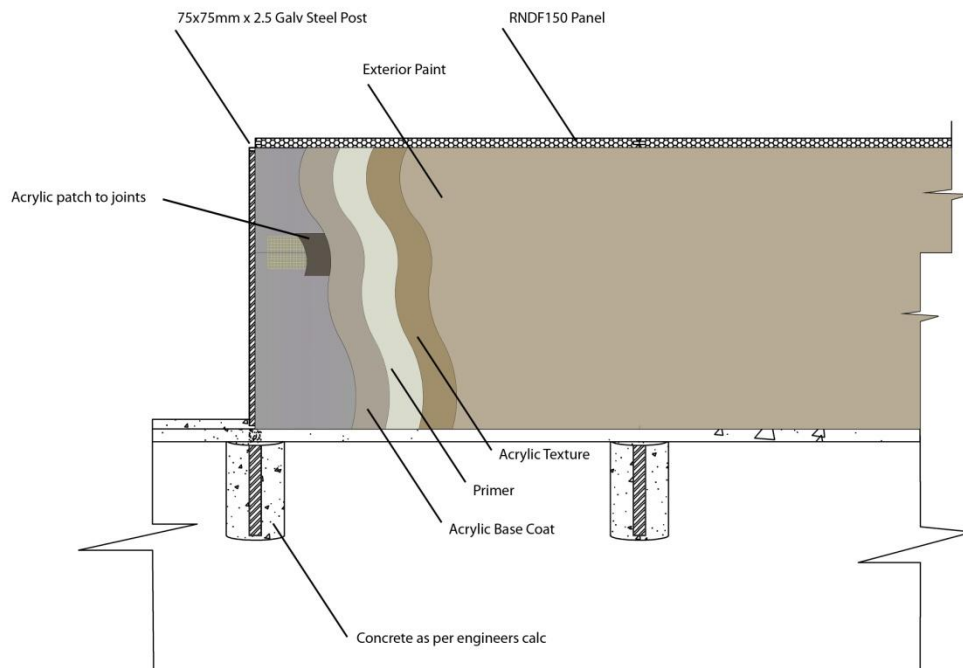 75x75mm x 2.5 Galv Steel Post
RNDF150 Panel
Exterior Paint
Acrylic patch to joints
Acrylic Texture
Primer
Acrylic Base Coat
Concrete as per engineers calc